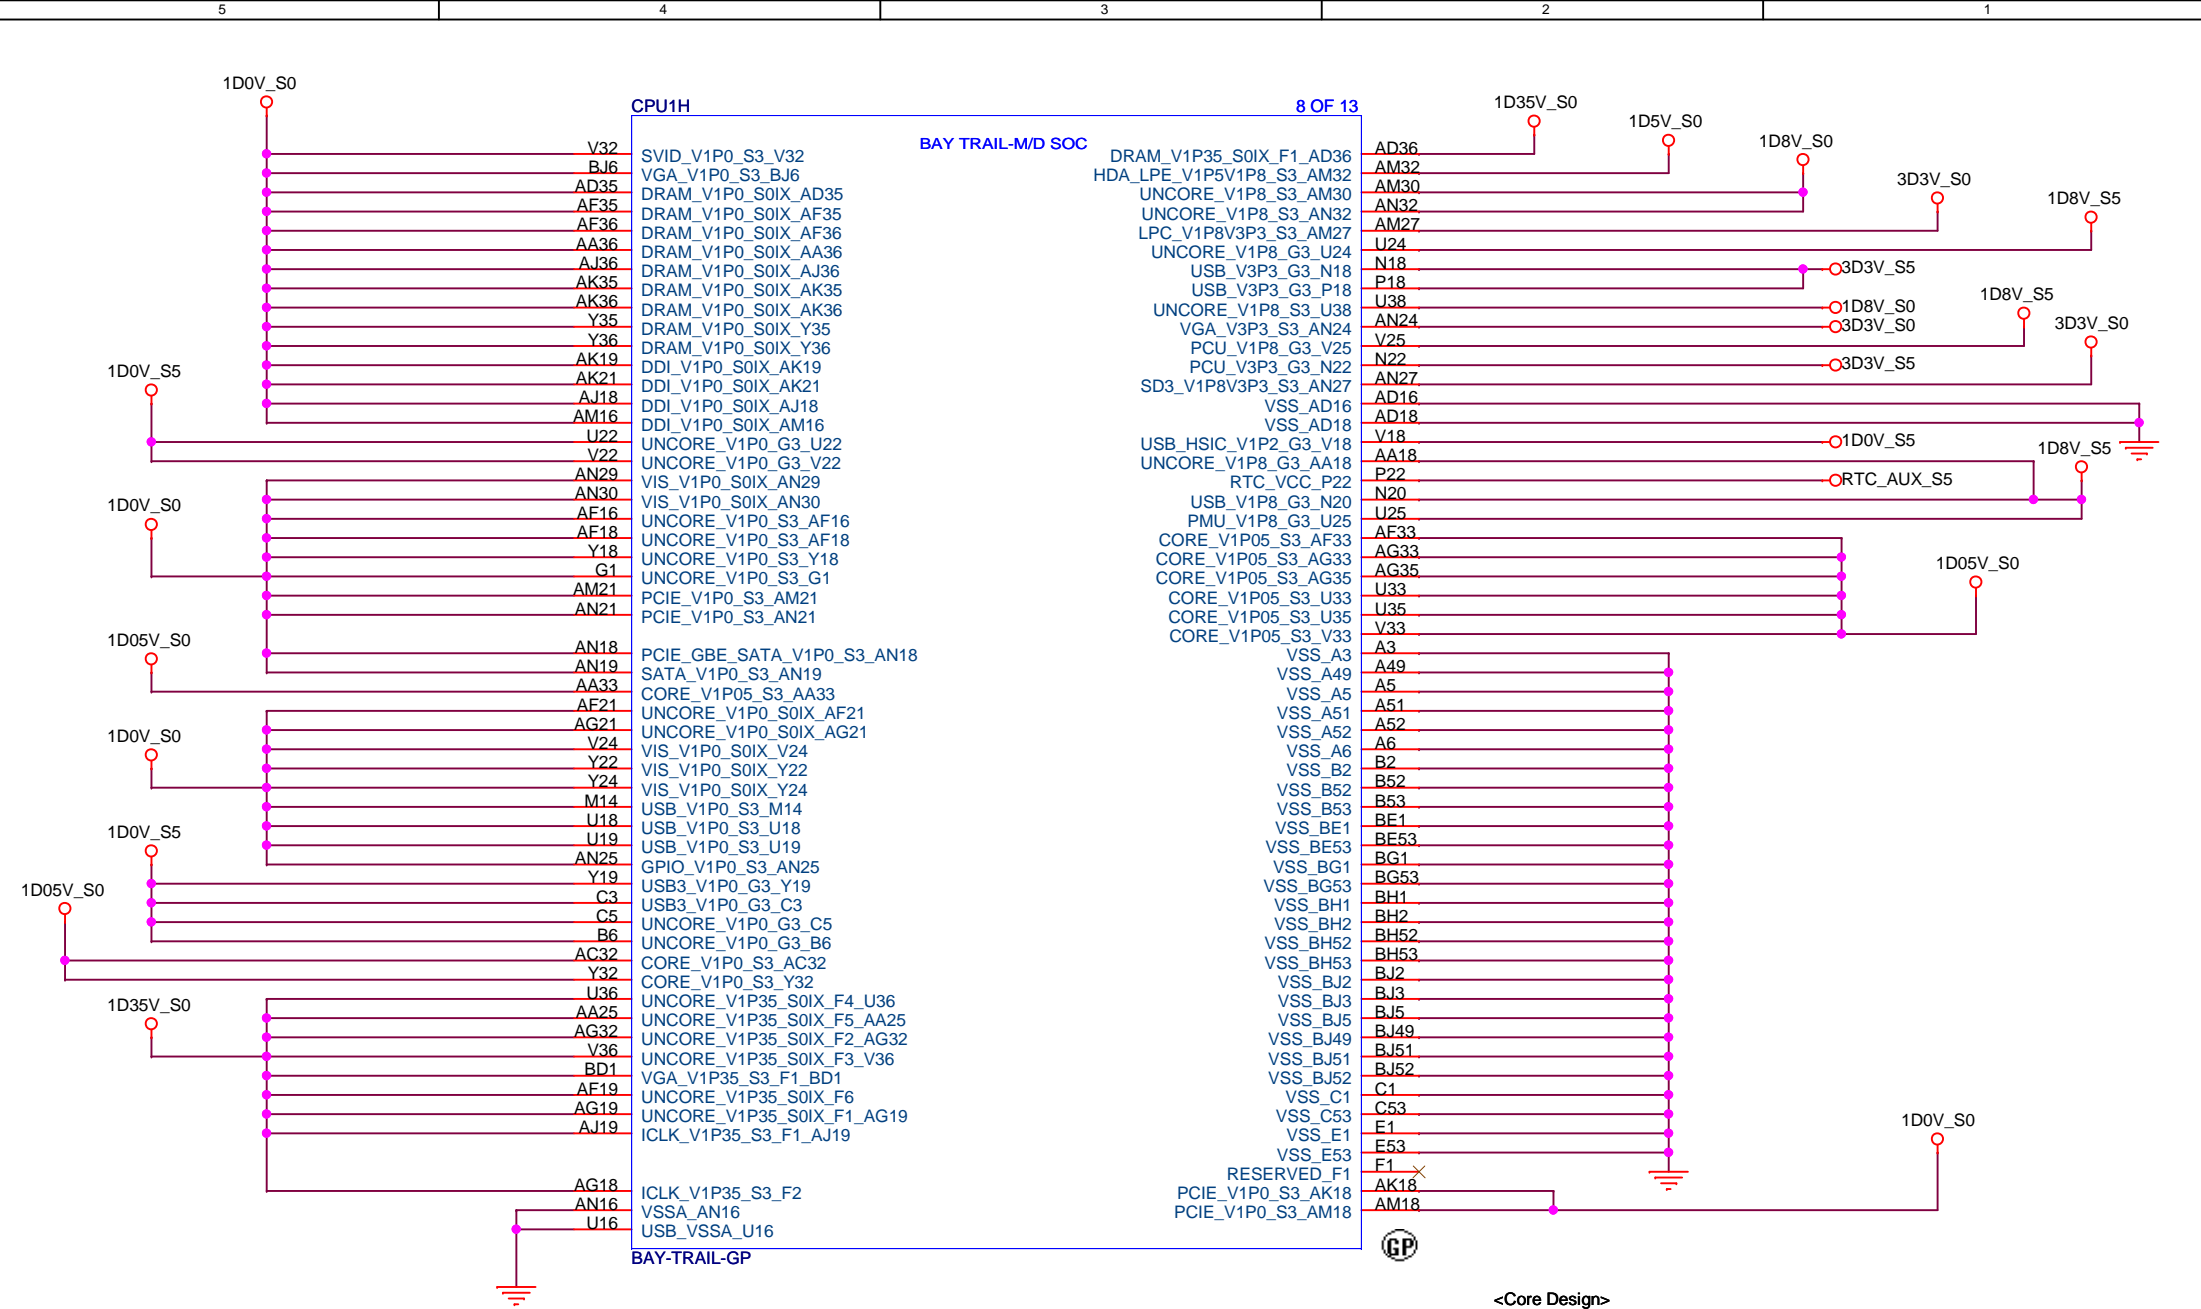 5 4 3 2 1
1D0V_S0
CPU1H 8 OF 13
BAY TRAIL-M/D SOC
1D35V_S0
1D5V_S0
1D8V_S0
3D3V_S0
1D8V_S5
V32 SVID_V1P0_S3_V32
BJ6 VGA_V1P0_S3_BJ6
AD35 DRAM_V1P0_S0IX_AD35
AF35 DRAM_V1P0_S0IX_AF35
AF36 DRAM_V1P0_S0IX_AF36
AA36 DRAM_V1P0_S0IX_AA36
AJ36 DRAM_V1P0_S0IX_AJ36
AK35 DRAM_V1P0_S0IX_AK35
AK36 DRAM_V1P0_S0IX_AK36
Y35 DRAM_V1P0_S0IX_Y35
Y36 DRAM_V1P0_S0IX_Y36
AK19 DDI_V1P0_S0IX_AK19
1D0V_S5
AK21 DDI_V1P0_S0IX_AK21
AJ18 DDI_V1P0_S0IX_AJ18
AM16 DDI_V1P0_S0IX_AM16
U22 UNCORE_V1P0_G3_U22
V22 UNCORE_V1P0_G3_V22
AN29 VIS_V1P0_S0IX_AN29
AN30 VIS_V1P0_S0IX_AN30
1D0V_S0
AF16 UNCORE_V1P0_S3_AF16
AF18 UNCORE_V1P0_S3_AF18
Y18 UNCORE_V1P0_S3_Y18
G1 UNCORE_V1P0_S3_G1
AM21 PCIE_V1P0_S3_AM21
AN21 PCIE_V1P0_S3_AN21
1D05V_S0
AN18 PCIE_GBE_SATA_V1P0_S3_AN18
AN19 SATA_V1P0_S3_AN19
AA33 CORE_V1P05_S3_AA33
AF21 UNCORE_V1P0_S0IX_AF21
AG21 UNCORE_V1P0_S0IX_AG21
1D0V_S0
V24 VIS_V1P0_S0IX_V24
Y22 VIS_V1P0_S0IX_Y22
Y24 VIS_V1P0_S0IX_Y24
M14 USB_V1P0_S3_M14
U18 USB_V1P0_S3_U18
1D0V_S5
U19 USB_V1P0_S3_U19
AN25 GPIO_V1P0_S3_AN25
Y19 USB3_V1P0_G3_Y19
1D05V_S0
C3 USB3_V1P0_G3_C3
C5 UNCORE_V1P0_G3_C5
B6 UNCORE_V1P0_G3_B6
AC32 CORE_V1P0_S3_AC32
Y32 CORE_V1P0_S3_Y32
1D35V_S0
U36 UNCORE_V1P35_S0IX_F4_U36
AA25 UNCORE_V1P35_S0IX_F5_AA25
AG32 UNCORE_V1P35_S0IX_F2_AG32
V36 UNCORE_V1P35_S0IX_F3_V36
BD1 VGA_V1P35_S3_F1_BD1
AF19 UNCORE_V1P35_S0IX_F6
AG19 UNCORE_V1P35_S0IX_F1_AG19
AJ19 ICLK_V1P35_S3_F1_AJ19
AG18 ICLK_V1P35_S3_F2
AN16 VSSA_AN16
U16 USB_VSSA_U16
DRAM_V1P35_S0IX_F1_AD36 AD36
HDA_LPE_V1P5V1P8_S3_AM32 AM32
UNCORE_V1P8_S3_AM30 AM30
UNCORE_V1P8_S3_AN32 AN32
LPC_V1P8V3P3_S3_AM27 AM27
UNCORE_V1P8_G3_U24 U24
USB_V3P3_G3_N18 N18 3D3V_S5
USB_V3P3_G3_P18 P18
UNCORE_V1P8_S3_U38 U38 1D8V_S0
1D8V_S5
VGA_V3P3_S3_AN24 AN24 3D3V_S0
3D3V_S0
PCU_V1P8_G3_V25 V25
PCU_V3P3_G3_N22 N22 3D3V_S5
SD3_V1P8V3P3_S3_AN27 AN27
VSS_AD16 AD16
VSS_AD18 AD18
USB_HSIC_V1P2_G3_V18 V18 1D0V_S5
1D8V_S5
UNCORE_V1P8_G3_AA18 AA18
RTC_VCC_P22 P22 RTC_AUX_S5
USB_V1P8_G3_N20 N20
PMU_V1P8_G3_U25 U25
CORE_V1P05_S3_AF33 AF33
CORE_V1P05_S3_AG33 AG33
1D05V_S0
CORE_V1P05_S3_AG35 AG35
CORE_V1P05_S3_U33 U33
CORE_V1P05_S3_U35 U35
CORE_V1P05_S3_V33 V33
VSS_A3 A3
VSS_A49 A49
VSS_A5 A5
VSS_A51 A51
VSS_A52 A52
VSS_A6 A6
VSS_B2 B2
VSS_B52 B52
VSS_B53 B53
VSS_BE1 BE1
VSS_BE53 BE53
VSS_BG1 BG1
VSS_BG53 BG53
VSS_BH1 BH1
VSS_BH2 BH2
VSS_BH52 BH52
VSS_BH53 BH53
VSS_BJ2 BJ2
VSS_BJ3 BJ3
VSS_BJ5 BJ5
VSS_BJ49 BJ49
VSS_BJ51 BJ51
VSS_BJ52 BJ52
VSS_C1 C1
VSS_C53 C53
VSS_E1 E1
1D0V_S0
VSS_E53 E53
RESERVED_F1 F1
PCIE_V1P0_S3_AK18 AK18
PCIE_V1P0_S3_AM18 AM18
GP
BAY-TRAIL-GP
<Core Design>